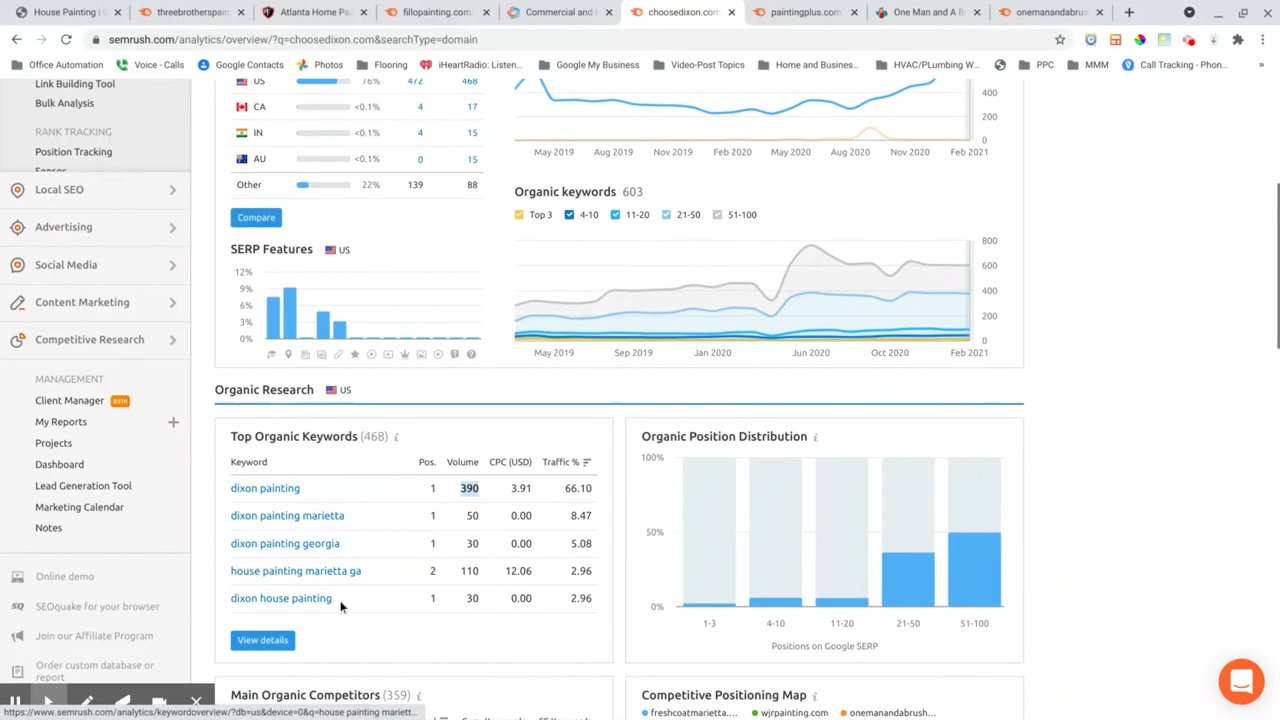 House Painting |
threebrotherspain
Atlanta Home Pa
fillopainting.com
Commercial and
choosedixon.com
paintingplus.com
One Man and A B
onemanandabrus
semrush.com/analytics/overview/?q=choosedixon.com&searchType=domain
Office Automation
Voice - Calls
Google Contacts
Photos
Flooring
iHeartRadio: Listen...
Google My Business
Video-Post Topics
Home and Busines...
HVAC/PLumbing W...
PPC
MMM
Call Tracking - Phon...
»
Link Building Tool
Bulk Analysis
RANK TRACKING
Position Tracking
Local SEO
Advertising
Social Media
Content Marketing
Competitive Research
MANAGEMENT
Client Manager BETA
My Reports
Projects
Dashboard
Lead Generation Tool
Marketing Calendar
Notes
Online demo
SEOquake for your browser
Join our Affiliate Program
Order custom database or
report
US 76% 472 468
CA <0.1% 4 17
IN <0.1% 4 15
AU <0.1% 0 15
Other 22% 139 88
Compare
SERP Features US
12%
9%
6%
3%
0%
400
200
0
May 2019 Aug 2019 Nov 2019 Feb 2020 May 2020 Aug 2020 Nov 2020 Feb 2021
Organic keywords 603
Top 3 4-10 11-20 21-50 51-100
800
600
400
200
0
May 2019 Sep 2019 Jan 2020 Jun 2020 Oct 2020 Feb 2021
Organic Research US
Top Organic Keywords (468) i
Keyword Pos. Volume CPC (USD) Traffic %
dixon painting 1 390 3.91 66.10
dixon painting marietta 1 50 0.00 8.47
dixon painting georgia 1 30 0.00 5.08
house painting marietta ga 2 110 12.06 2.96
dixon house painting 1 30 0.00 2.96
View details
Organic Position Distribution i
100%
50%
0%
1-3 4-10 11-20 21-50 51-100
Positions on Google SERP
Main Organic Competitors (359) i
Competitive Positioning Map i
freshcoatmarietta.... wjrpainting.com onemanandabrush...
https://www.semrush.com/analytics/keywordoverview/?db=us&device=0&q=house painting mariett...